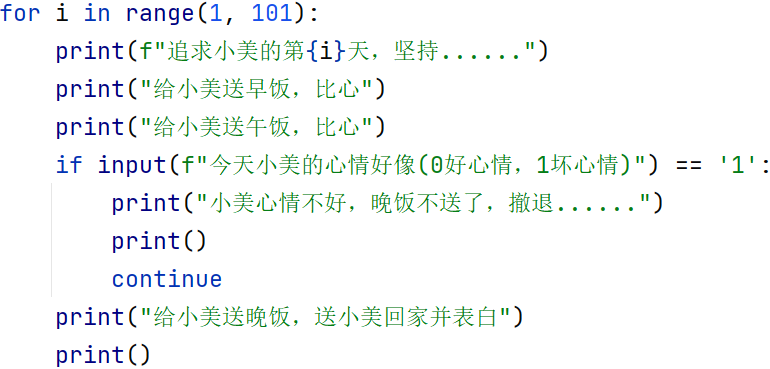 for i in range(1, 101):
    print(f"追求小美的第{i}天，坚持......")
    print("给小美送早饭，比心")
    print("给小美送午饭，比心")
    if input(f"今天小美的心情好像(0好心情，1坏心情)") == '1':
        print("小美心情不好，晚饭不送了，撤退......")
        print()
        continue
    print("给小美送晚饭，送小美回家并表白")
    print()